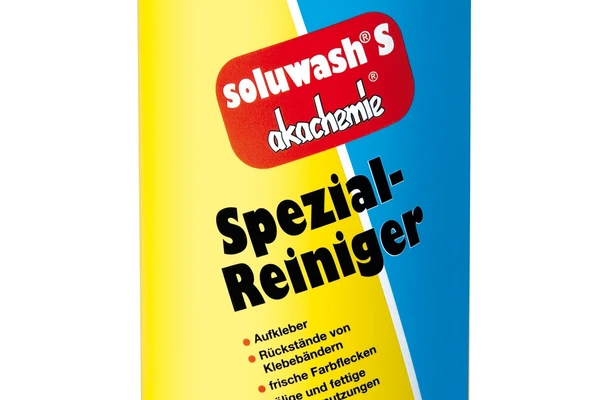 soluwash® S
akachemie®
Spezial-
Reiniger
• Aufkleber
• Rückstände von
Klebebändern
• frische Farbflecken
und fettige